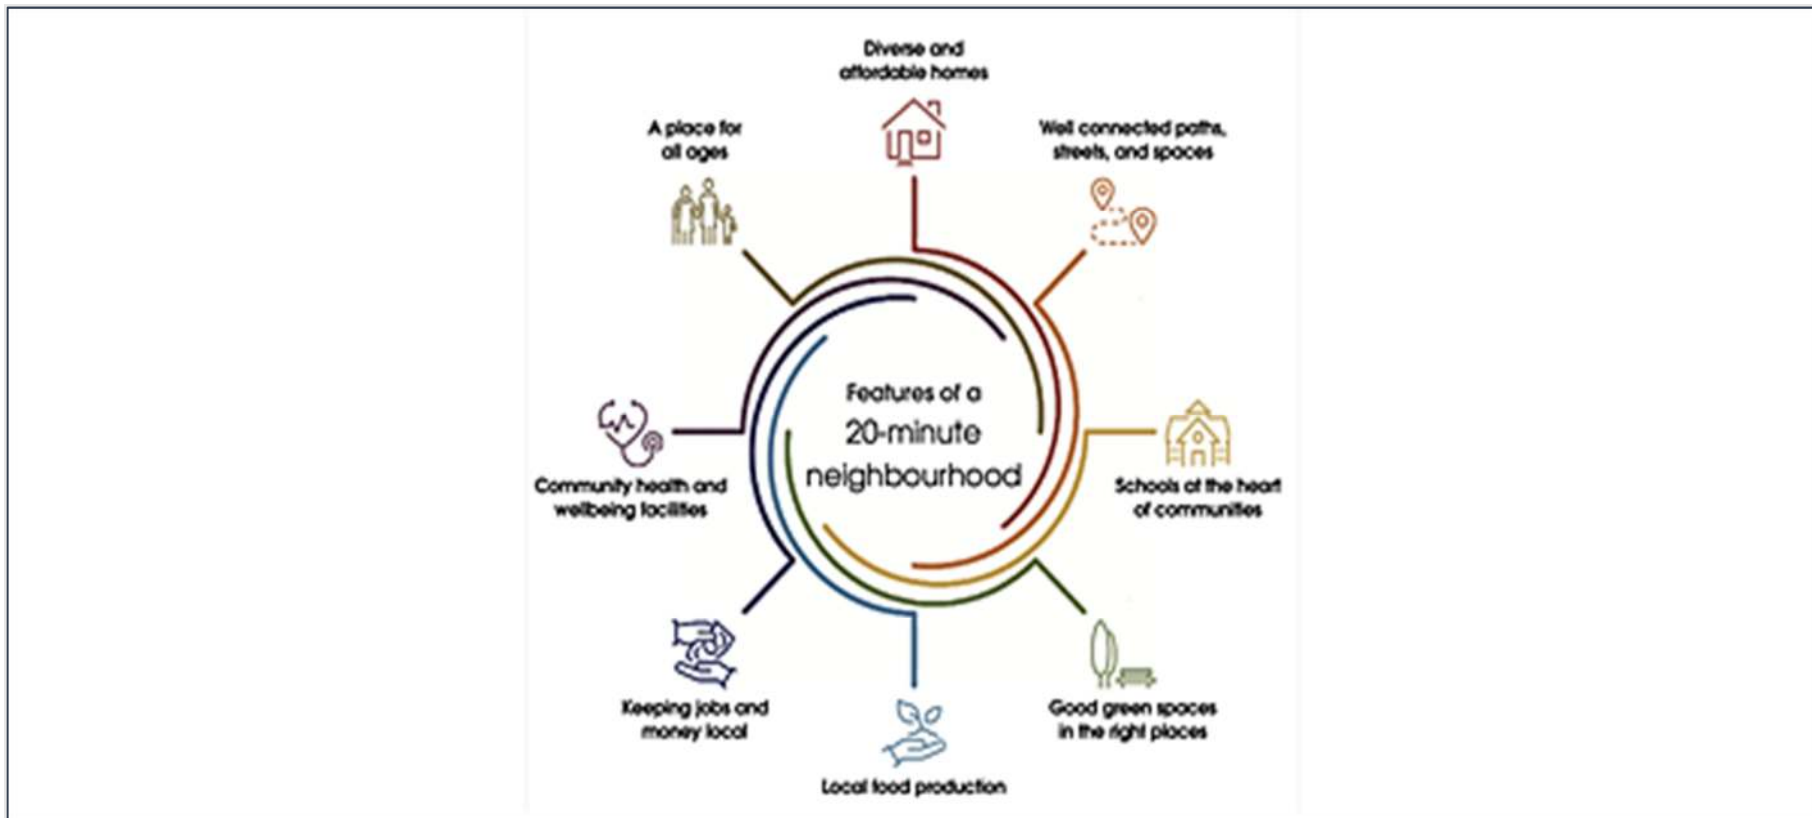 Diverse and
affordable homes
A place for
all ages
Well connected paths,
streets, and spaces
Features of a
20-minute
neighbourhood
Community health and
wellbeing facilities
Schools at the heart
of communities
Keeping jobs and
money local
Good green spaces
in the right places
Local food production